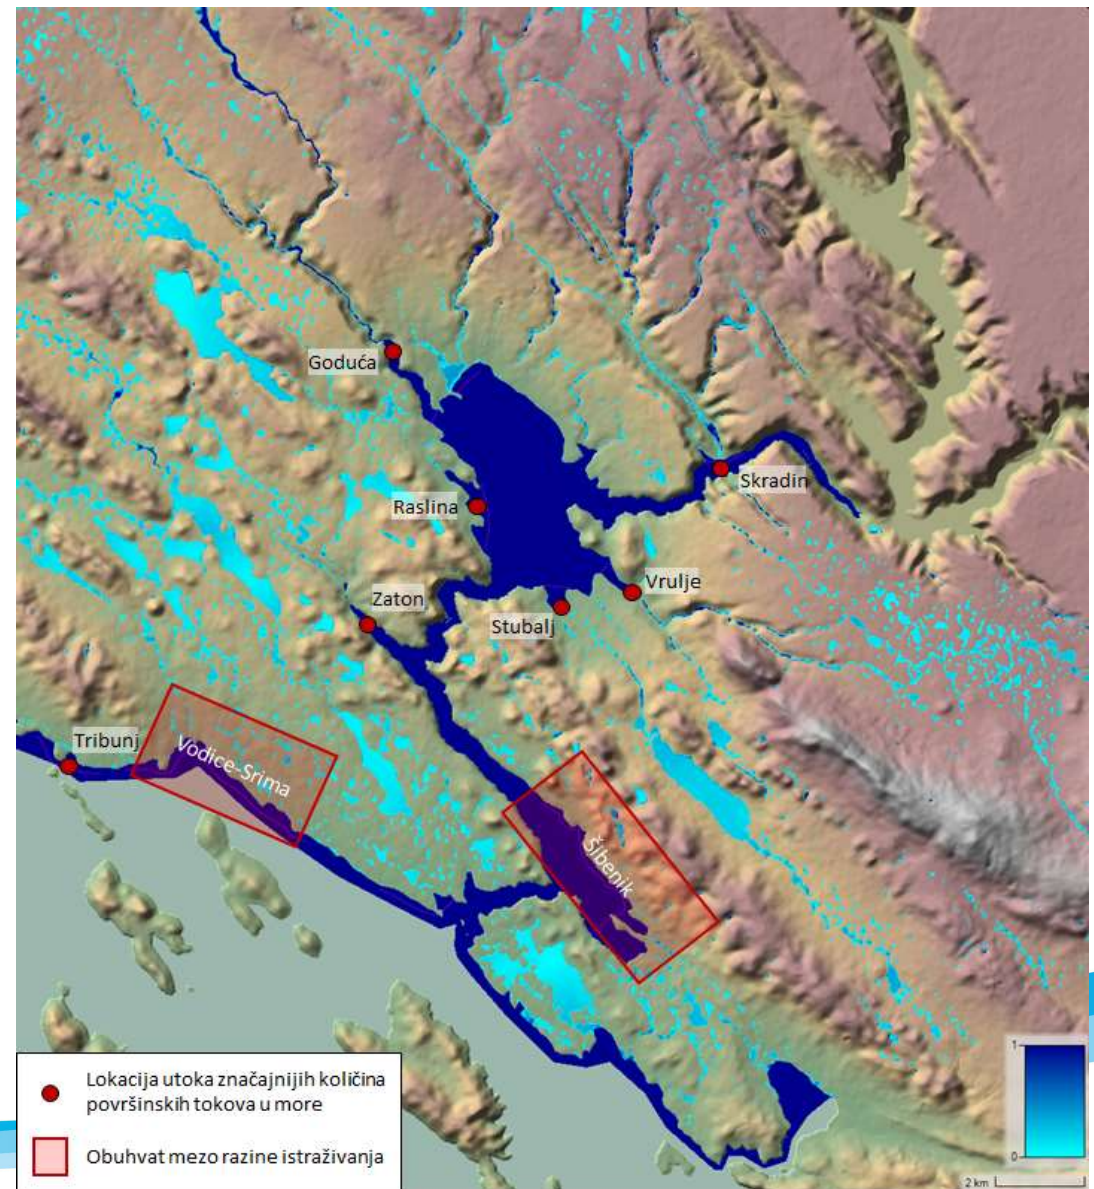 Goduća
Skradin
Raslina
Vrulje
Zaton
Stubalj
Tribunj
Vodice-Srima
Šibenik
Lokacija utoka značajnijih količina
površinskih tokova u more
Obuhvat mezo razine istraživanja
1
0
2 km